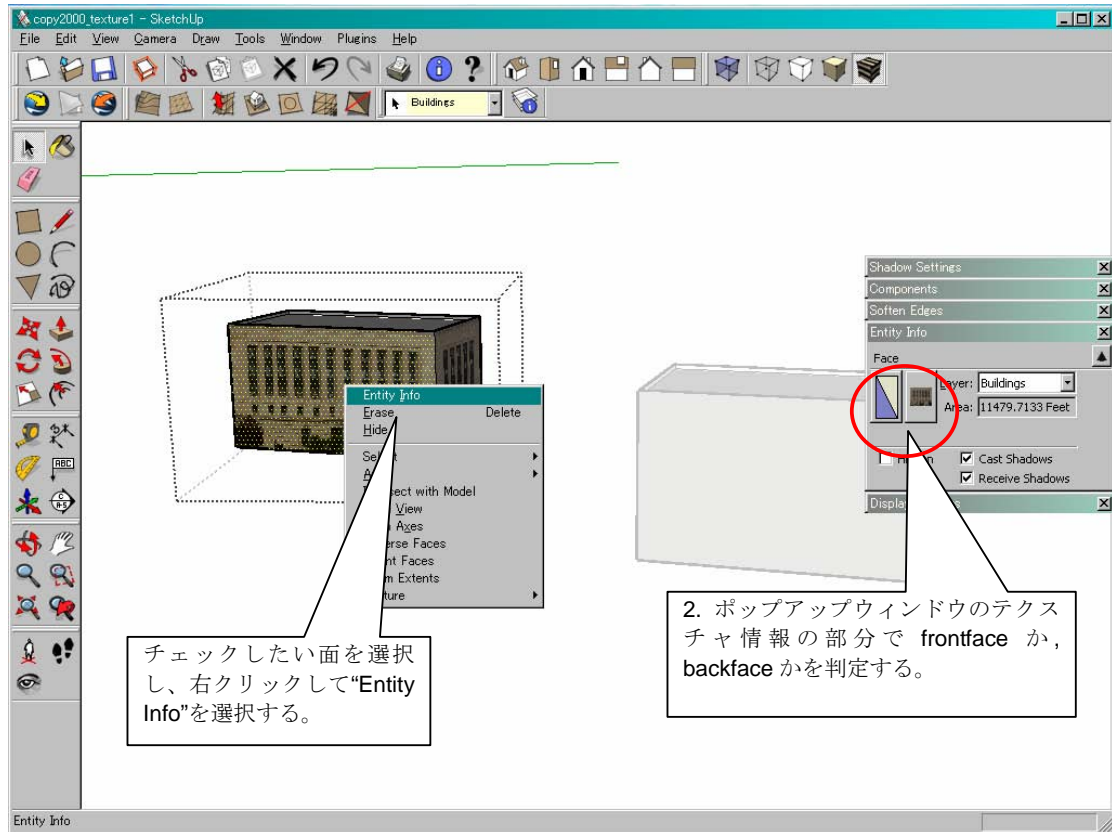 copy2000_texture1 - SketchUp
File Edit View Camera Draw Tools Window Plugins Help
Buildings
ABC
Shadow Settings
Components
Soften Edges
Entity Info
Face
Layer: Buildings
Area: 11479.7133 Feet
Cast Shadows
Receive Shadows
Entity Info
Erase Delete
Hide
View
Axes
Faces
Faces
Extents
チェックしたい面を選択
し、右クリックして“Entity
Info”を選択する。
2. ポップアップウィンドウのテクス
チャ情報の部分で frontface か,
backface かを判定する。
Entity Info